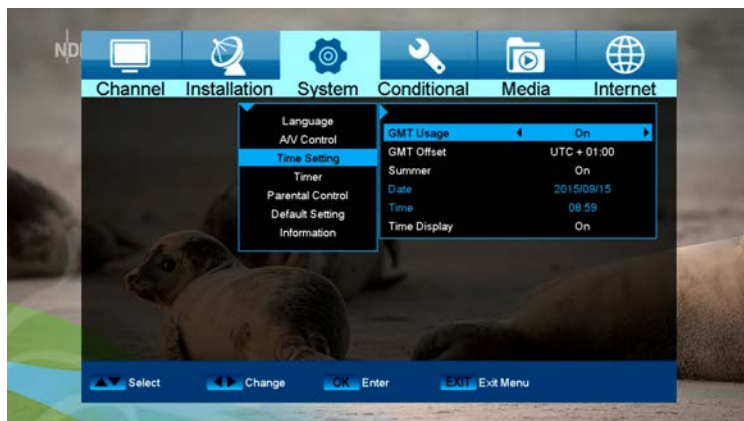 ND
Channel Installation System Conditional Media Internet
Language
A/V Control
Time Setting
Timer
Parental Control
Default Setting
Information
GMT Usage On
GMT Offset UTC + 01:00
Summer On
Date 2015/09/15
Time 08:59
Time Display On
Select Change OK Enter EXIT Exit Menu